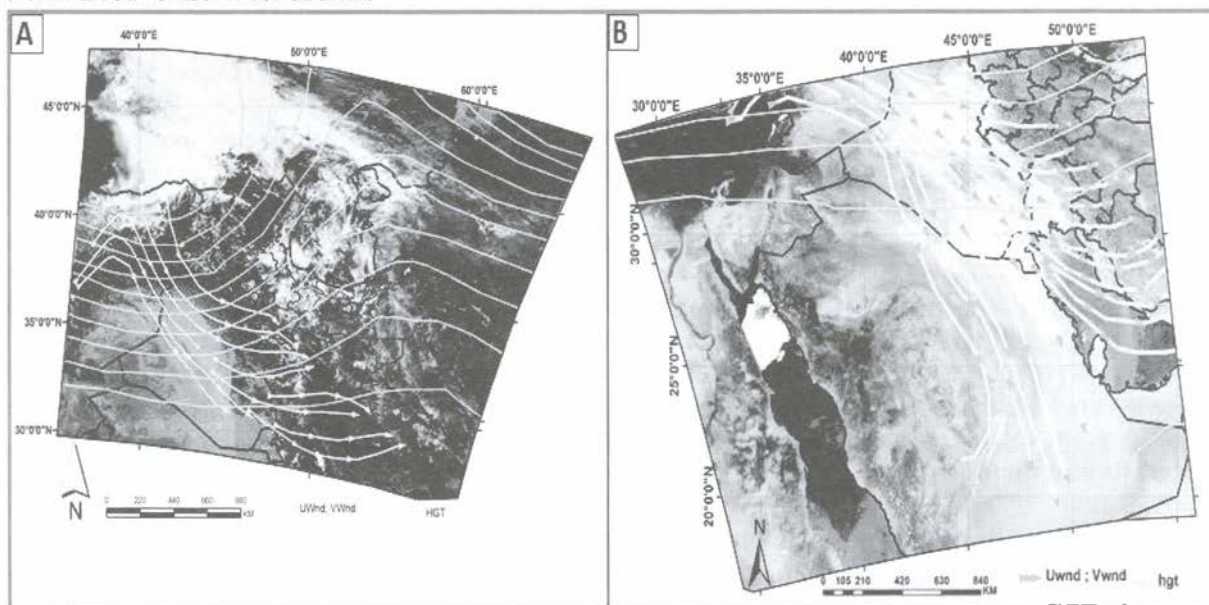 A
40°0'0"E
50°0'0"E
60°0'0"E
45°0'0"N
40°0'0"N
35°0'0"N
30°0'0"N
N
0 220 440 660 880
KM
UWnd, VWnd
HGT
B
30°0'0"E
35°0'0"E
40°0'0"E
45°0'0"E
50°0'0"E
30°0'0"N
25°0'0"N
20°0'0"N
N
0 105 210 420 630 840
KM
Uwnd ; Vwnd
hgt